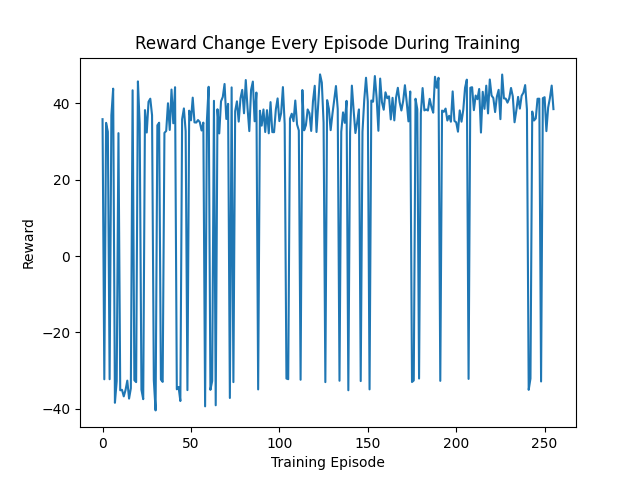 Reward Change Every Episode During Training
40
20
0
−20
−40
Reward
0 50 100 150 200 250
Training Episode